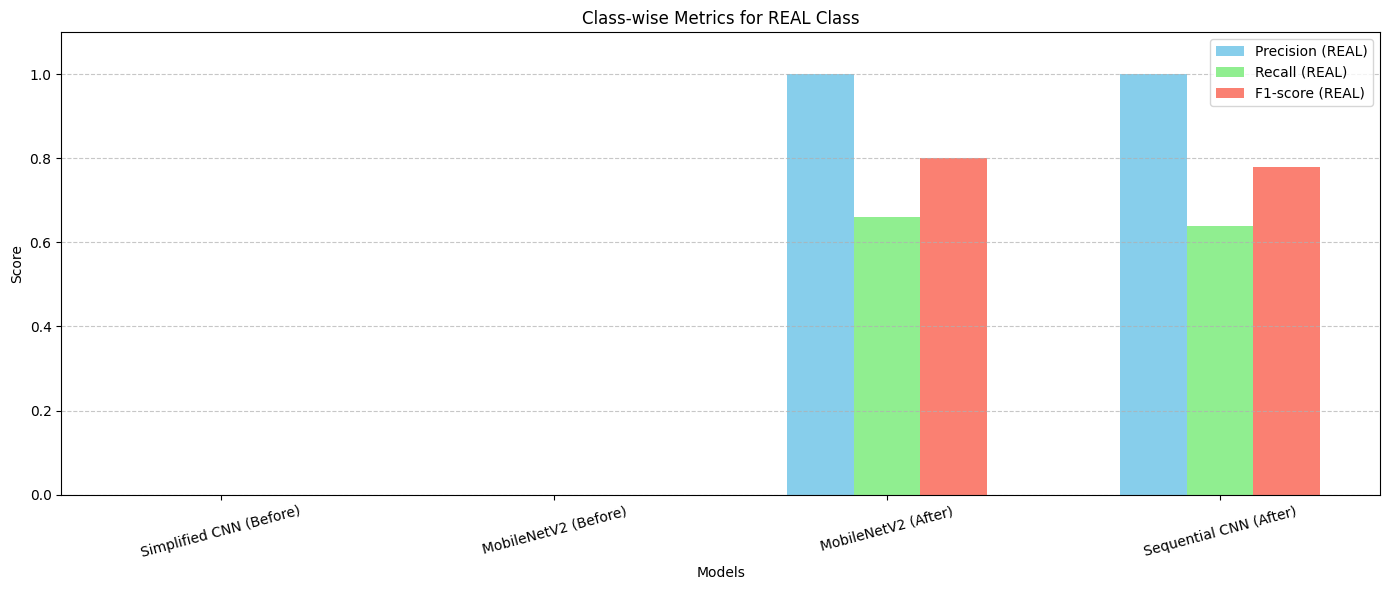 Class-wise Metrics for REAL Class
Precision (REAL)
Recall (REAL)
F1-score (REAL)
Score
1.0
0.8
0.6
0.4
0.2
0.0
Simplified CNN (Before)
MobileNetV2 (Before)
MobileNetV2 (After)
Sequential CNN (After)
Models